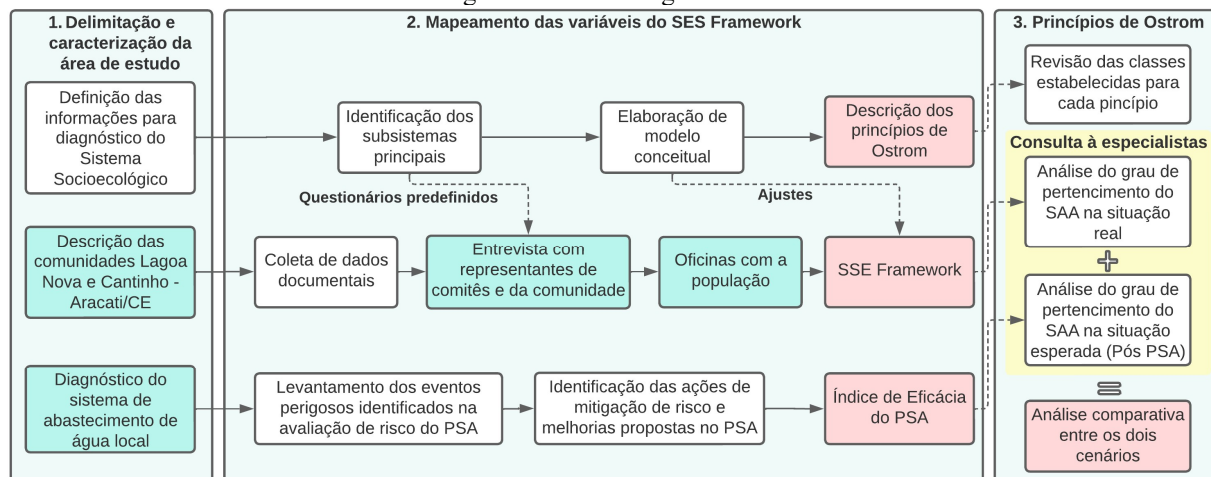 1. Delimitação e
caracterização da
área de estudo
Definição das
informações para
diagnóstico do
Sistema
Socioecológico
Descrição das
comunidades Lagoa
Nova e Cantinho -
Aracati/CE
Diagnóstico do
sistema de
abastecimento de
água local
2. Mapeamento das variáveis do SES Framework
Identificação dos
subsistemas
principais
Elaboração de
modelo
conceitual
Descrição dos
princípios de
Ostrom
Questionários predefinidos
Ajustes
Coleta de dados
documentais
Entrevista com
representantes de
comitês e da comunidade
Oficinas com a
população
SSE Framework
Levantamento dos eventos
perigosos identificados na
avaliação de risco do PSA
Identificação das ações de
mitigação de risco e
melhorias propostas no PSA
Índice de Eficácia
do PSA
3. Princípios de Ostrom
Revisão das classes
estabelecidas para
cada pincípio
Consulta à especialistas
Análise do grau de
pertencimento do
SAA na situação
real
+
Análise do grau de
pertencimento do
SAA na situação
esperada (Pós PSA)
=
Análise comparativa
entre os dois
cenários